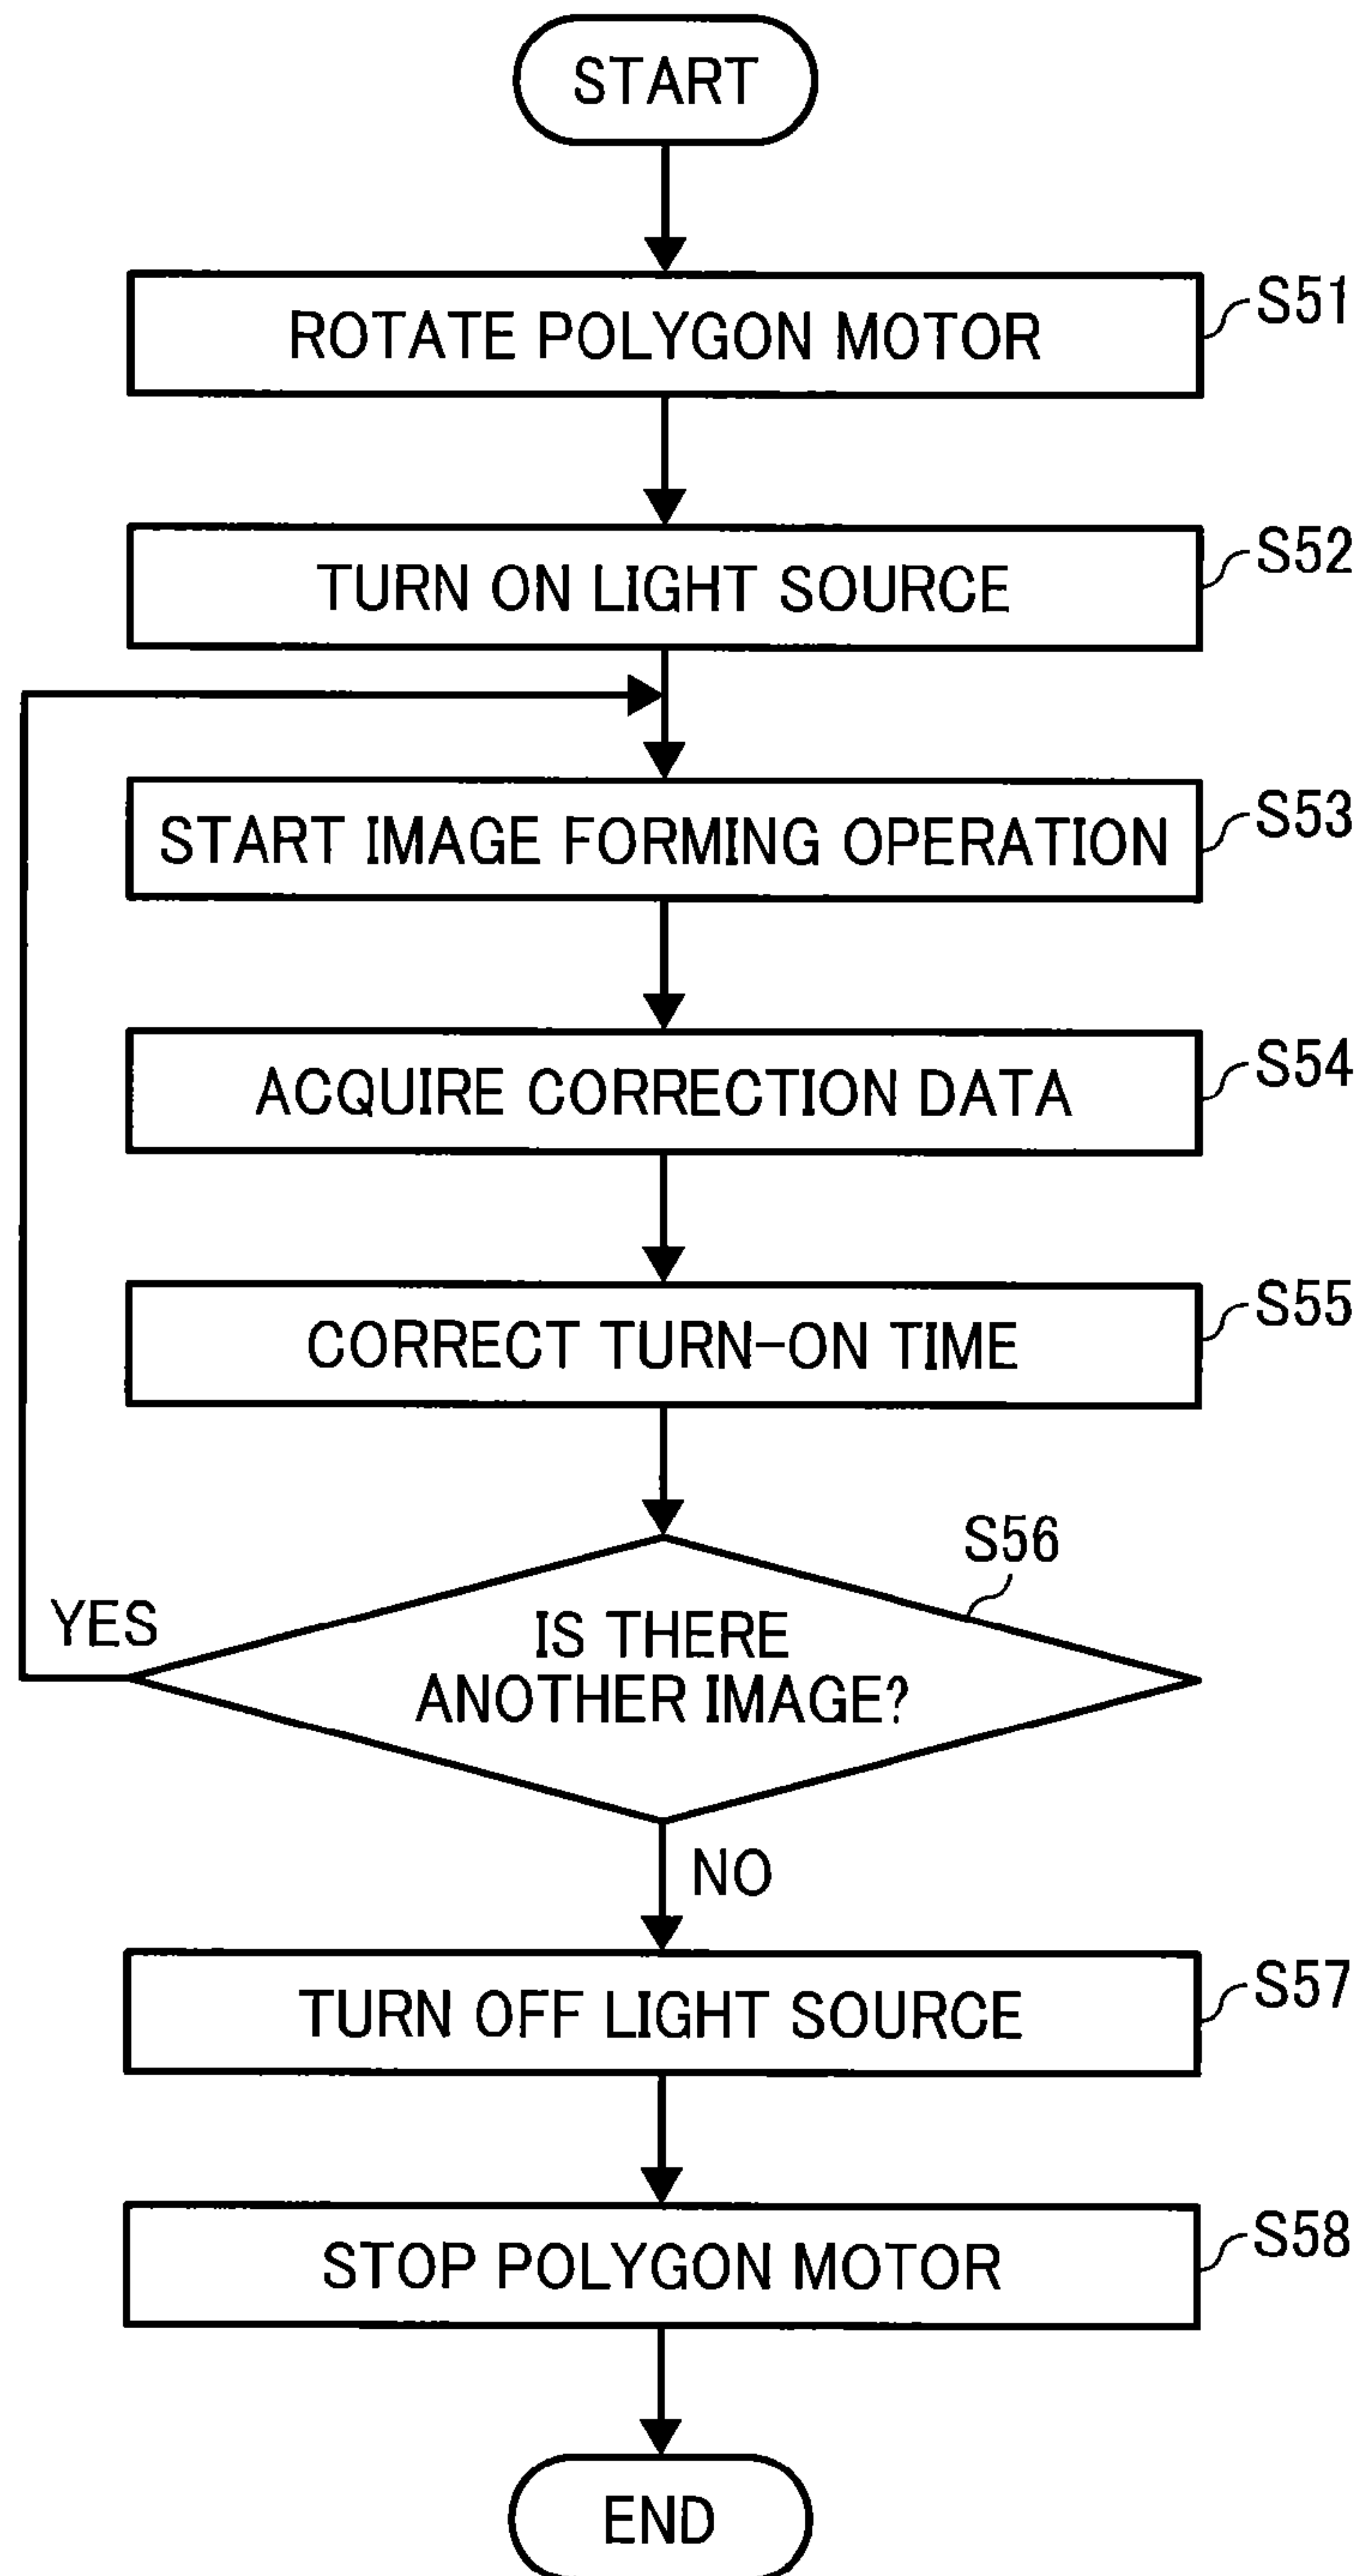 START
ROTATE POLYGON MOTOR
S51
TURN ON LIGHT SOURCE
S52
START IMAGE FORMING OPERATION
S53
ACQUIRE CORRECTION DATA
S54
CORRECT TURN-ON TIME
S55
S56
IS THERE
ANOTHER IMAGE?
YES
NO
TURN OFF LIGHT SOURCE
S57
STOP POLYGON MOTOR
S58
END